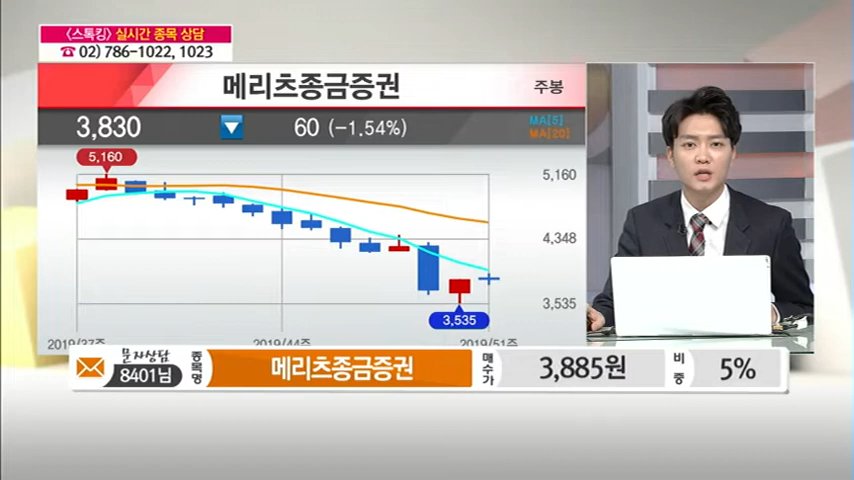 〈스톡킹〉 실시간 종목 상담
☎ 02) 786-1022, 1023
메리츠종금증권
주봉
3,830 ▼ 60 (-1.54%)
MA[5]
MA[20]
5,160
5,160
4,348
3,535
3,535
2019/37주 2019/44주 2019/51주
문자상담
8401님
종목명
메리츠종금증권
매수가
3,885원
비중
5%